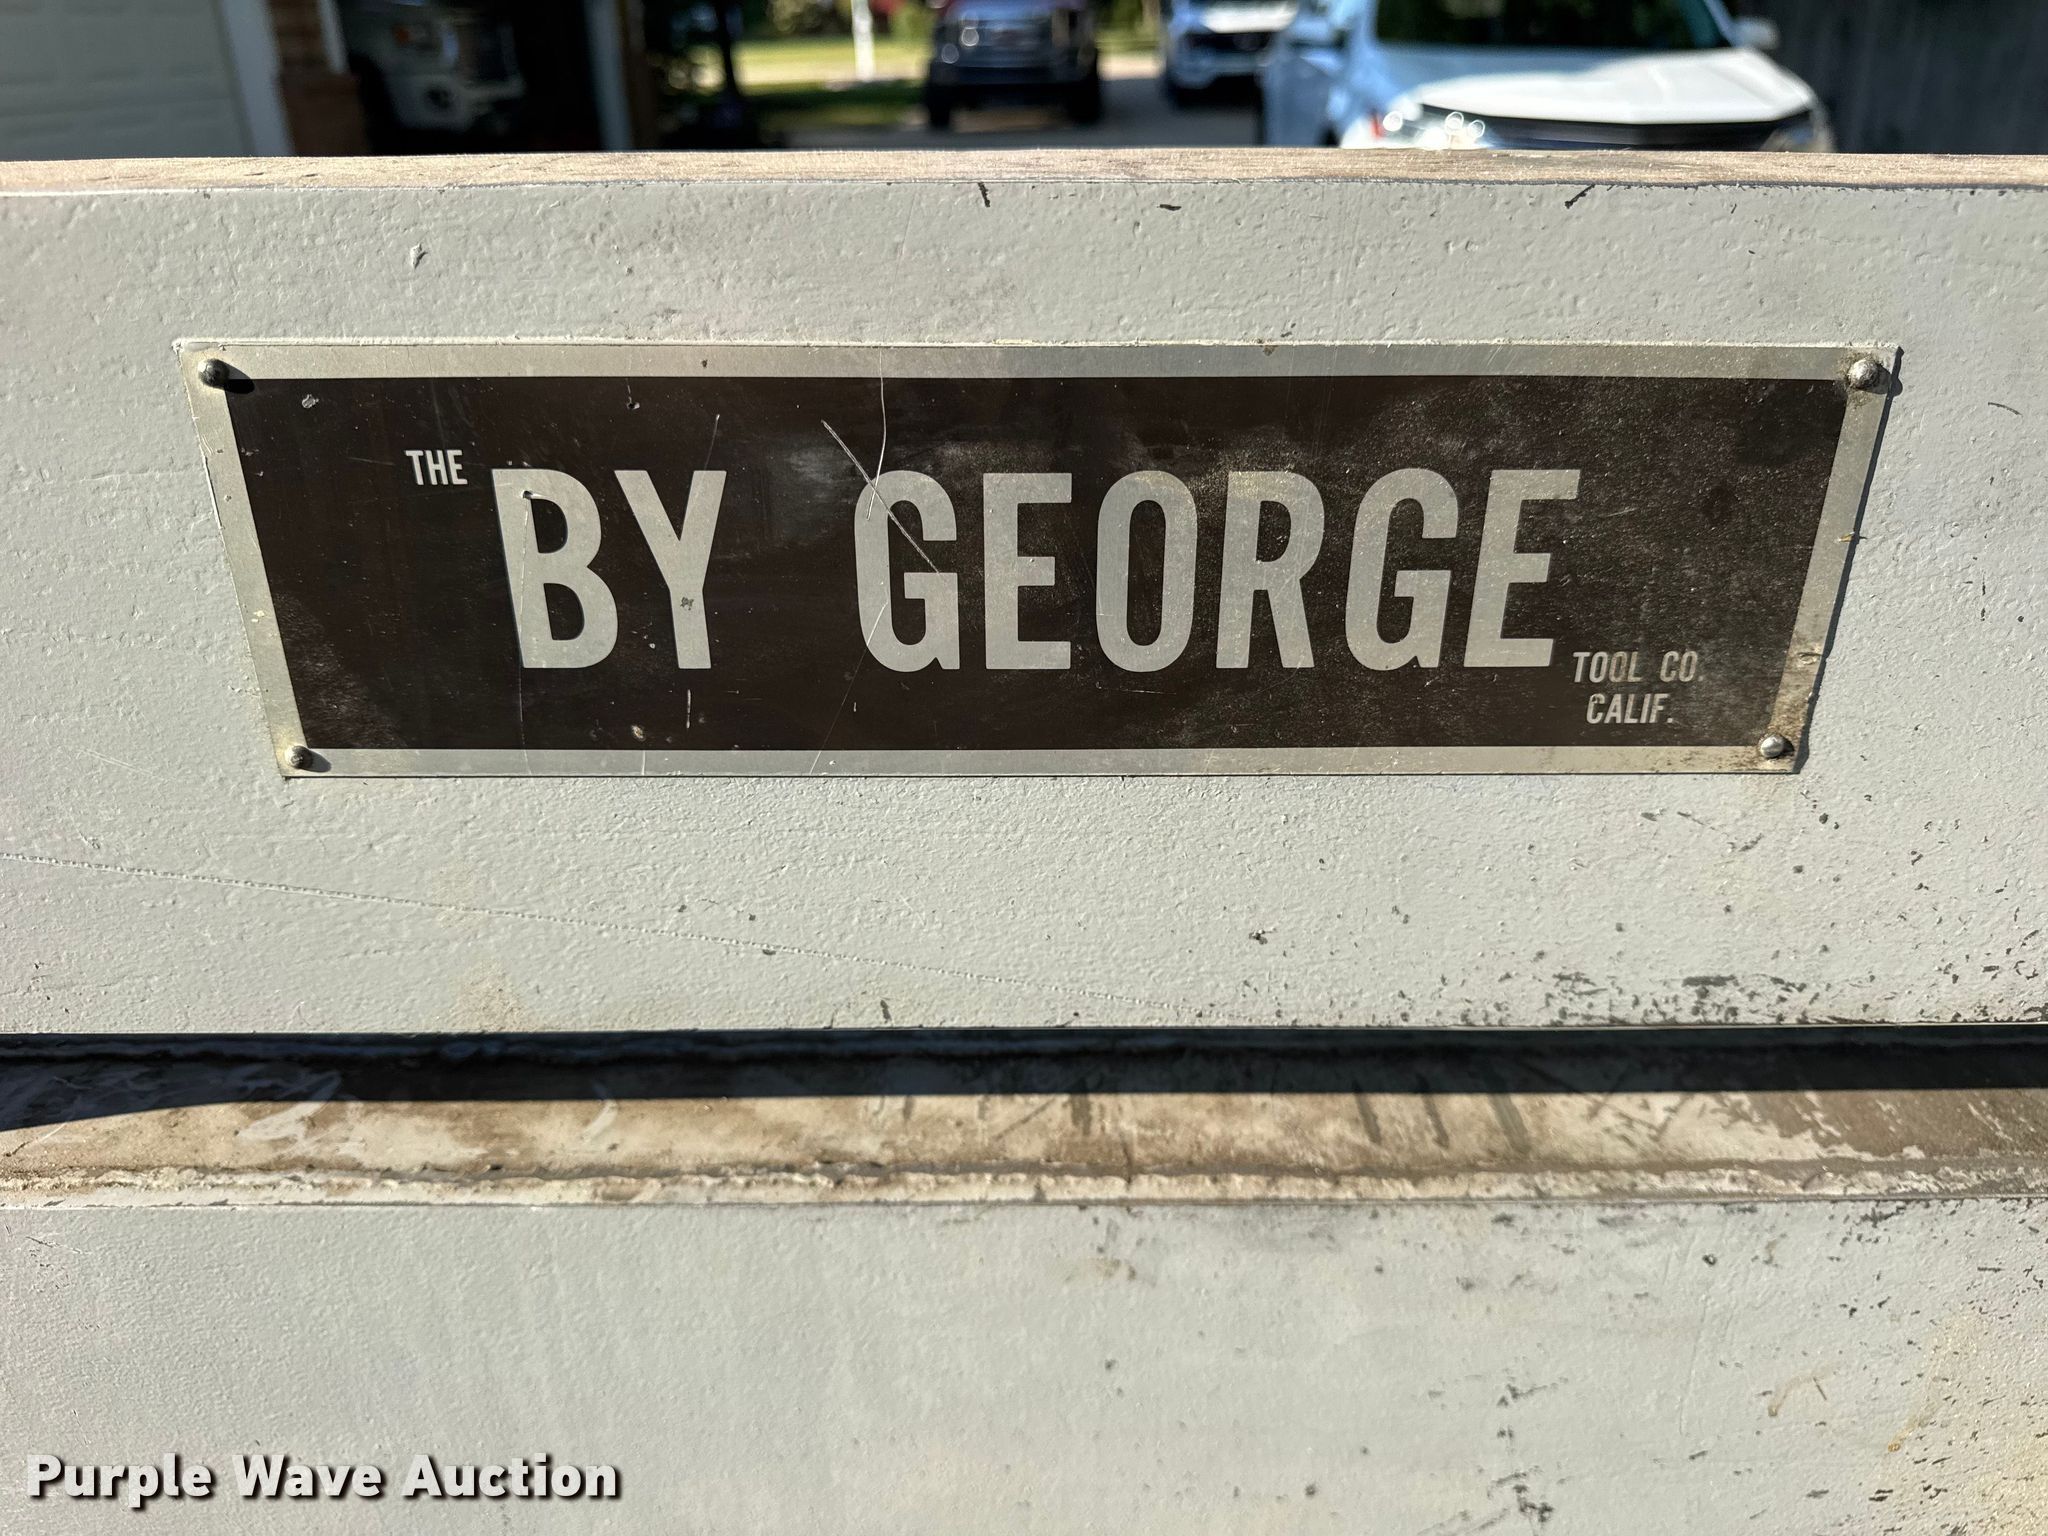 THE BY GEORGE TOOL CO.
CALIF.
Purple Wave Auction